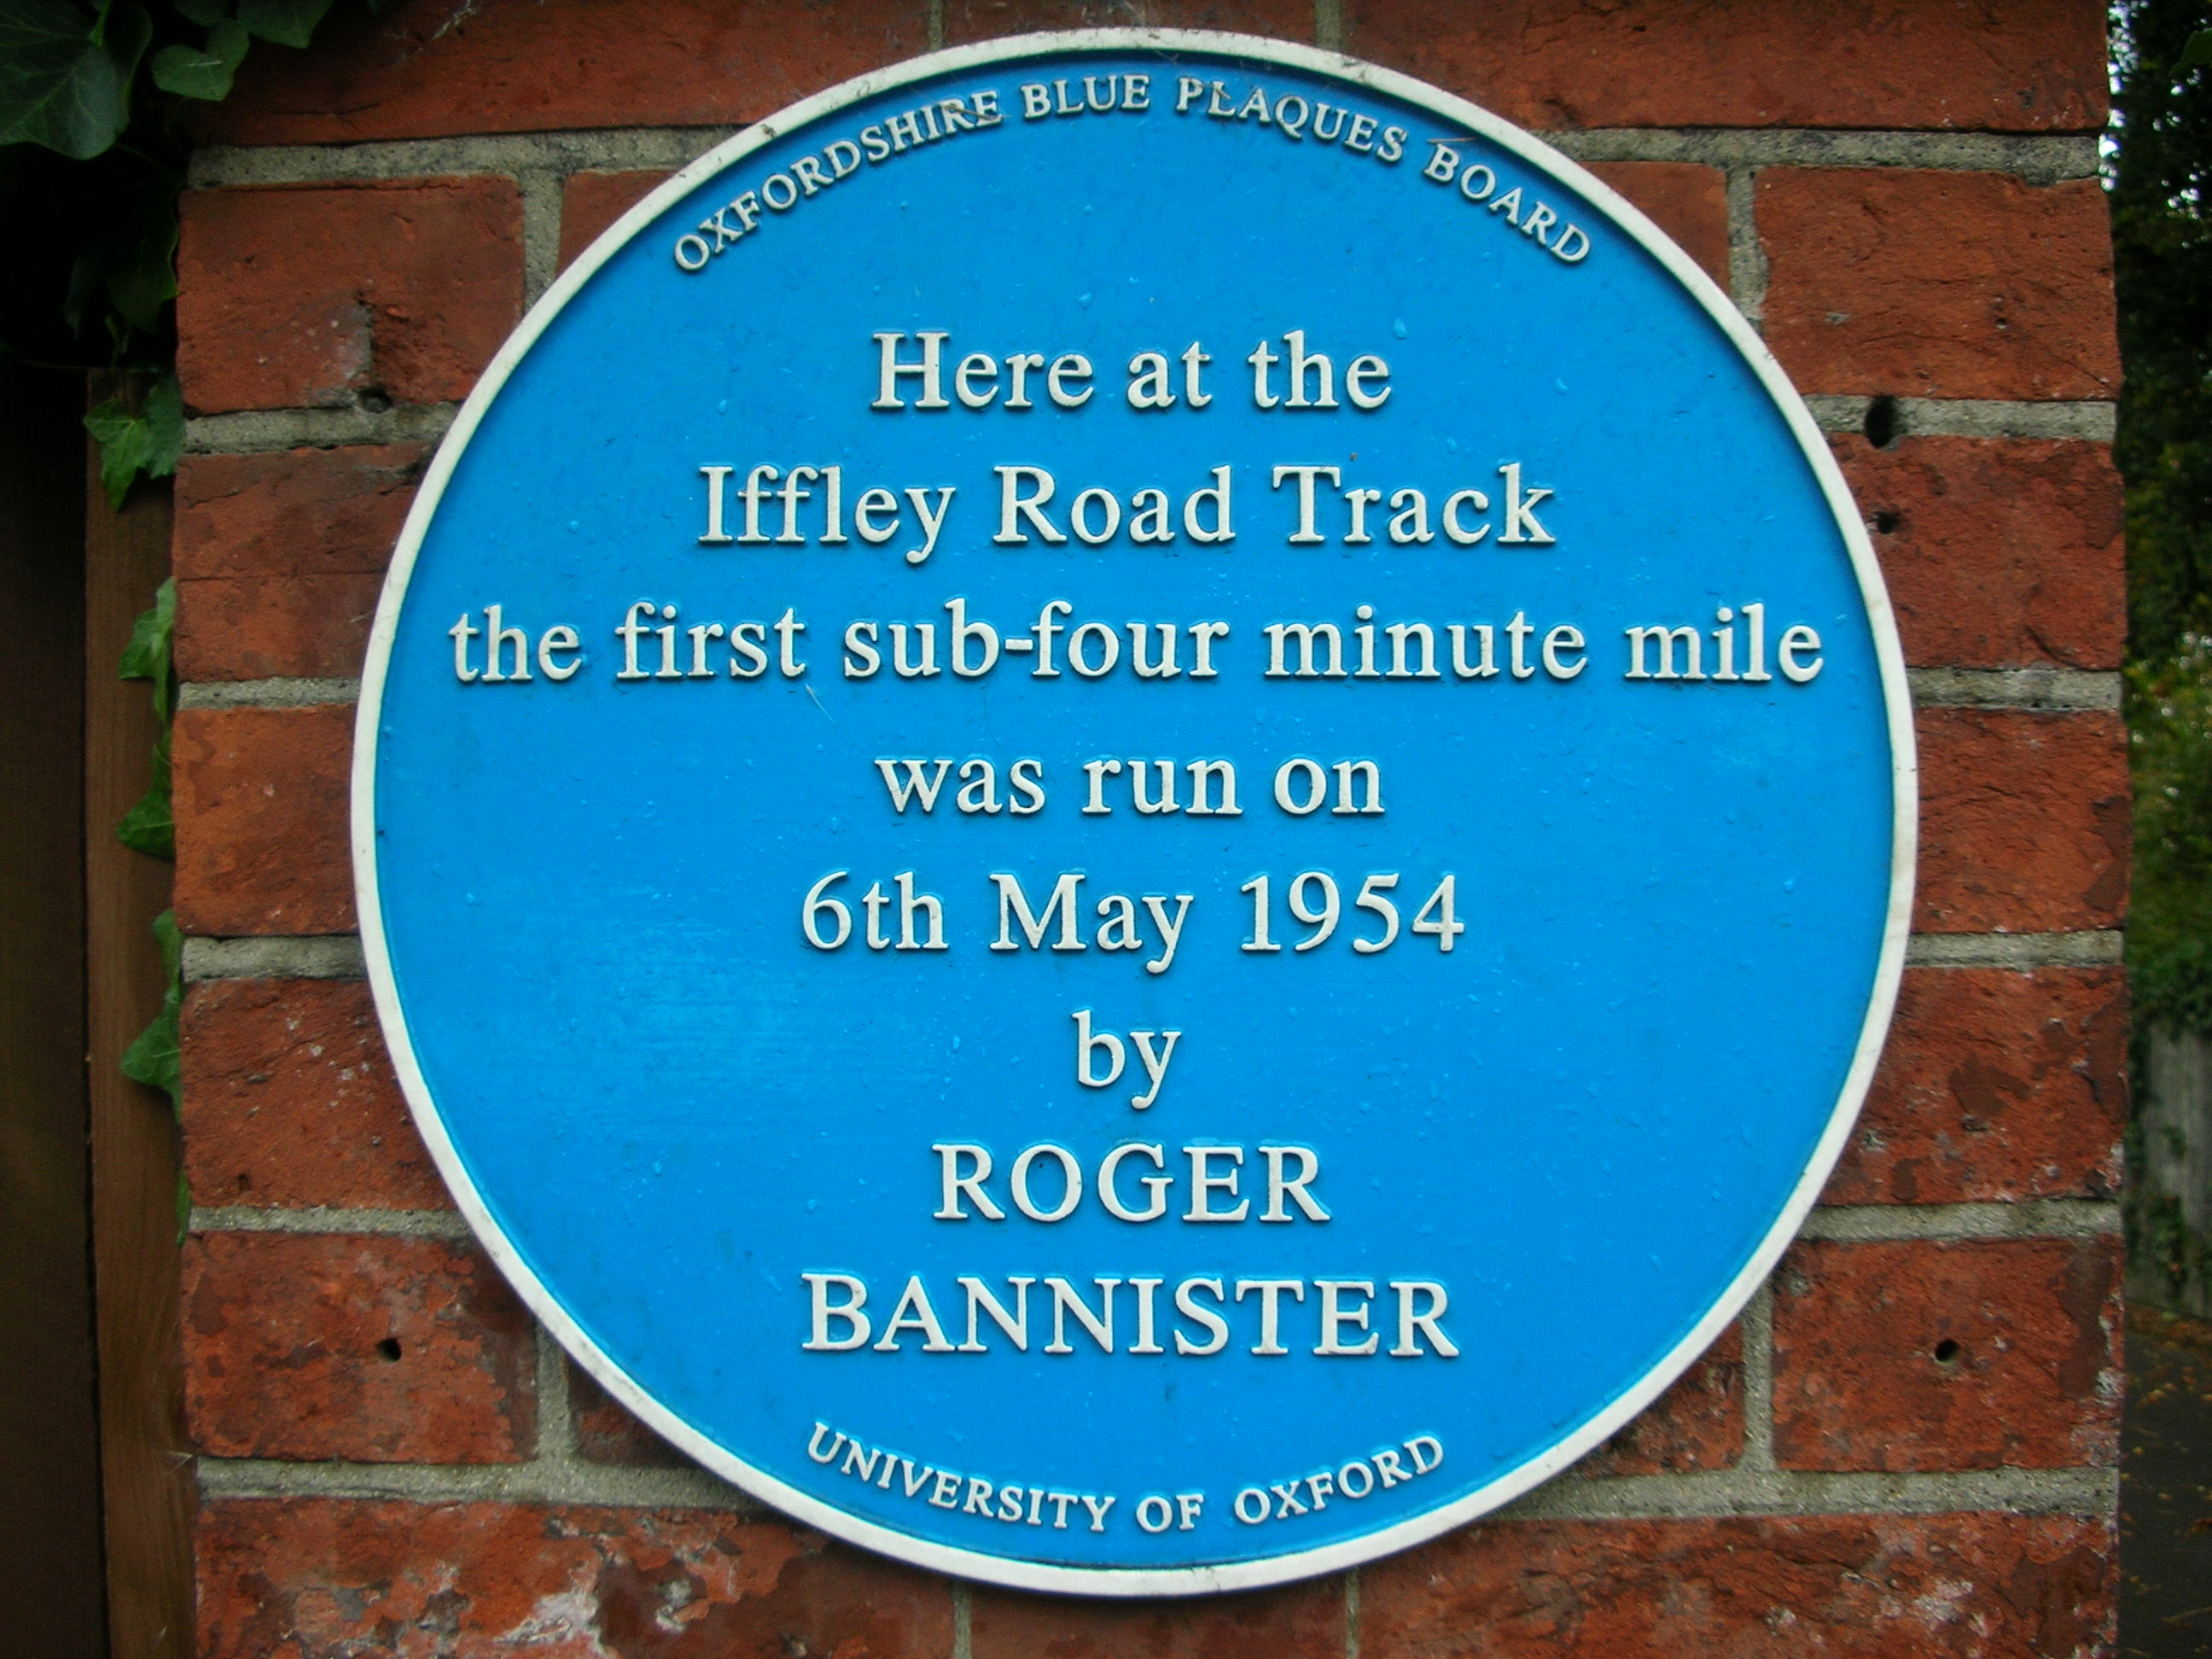 OXFORDSHIRE BLUE PLAQUES BOARD
Here at the
Iffley Road Track
the first sub-four minute mile
was run on
6th May 1954
by
ROGER
BANNISTER
UNIVERSITY OF OXFORD